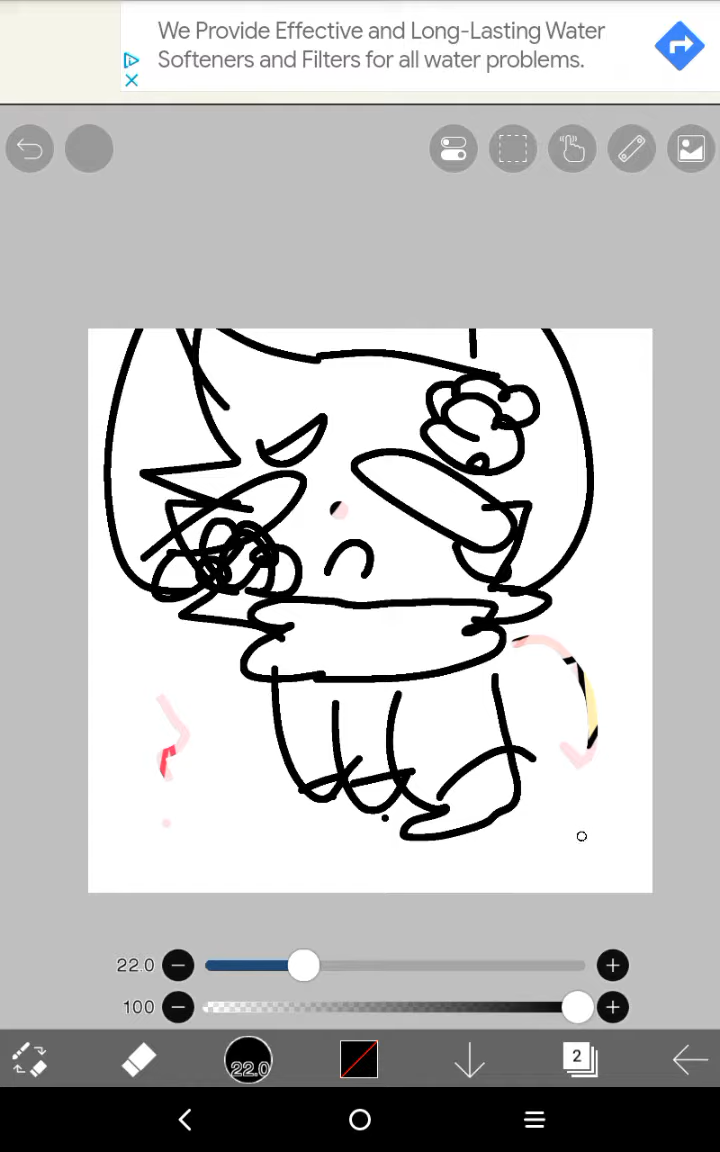 We Provide Effective and Long-Lasting Water
Softeners and Filters for all water problems.
22.0
100
22.0
2